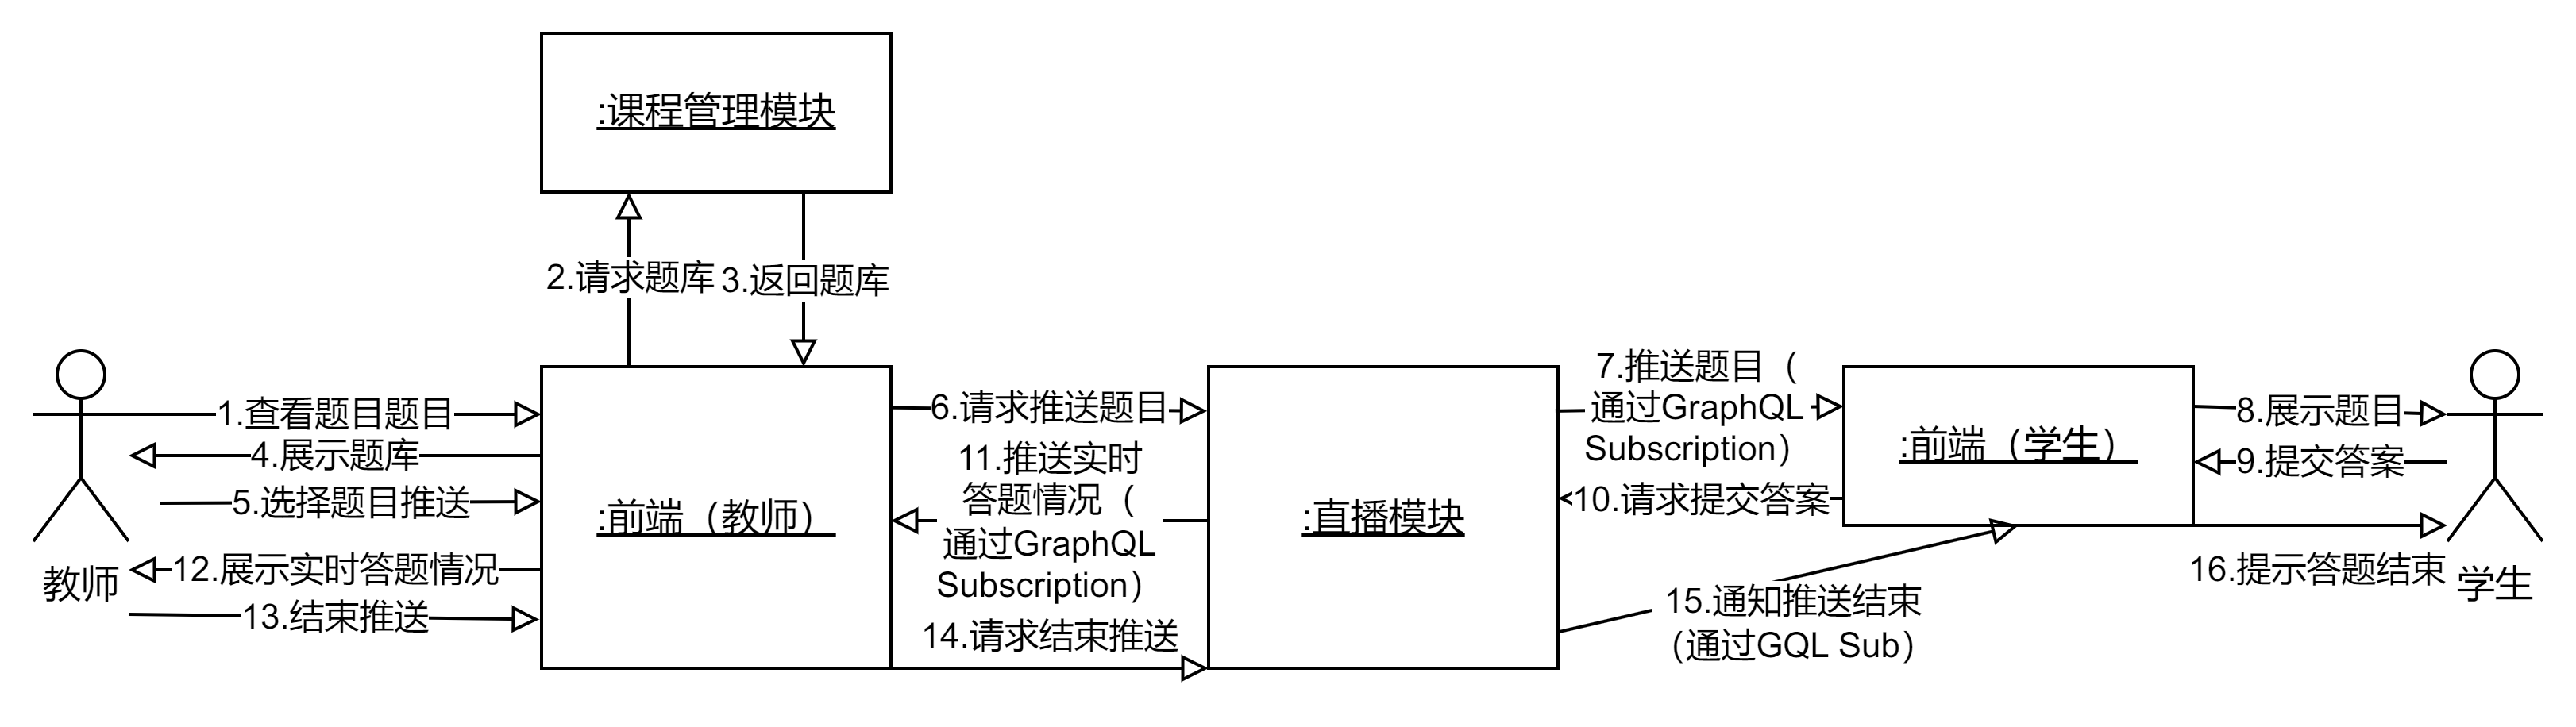 :课程管理模块
2.请求题库
3.返回题库
1.查看题目题目
4.展示题库
5.选择题目推送
12.展示实时答题情况
13.结束推送
教师
:前端（教师）
6.请求推送题目
11.推送实时
答题情况（
通过GraphQL
Subscription）
14.请求结束推送
:直播模块
7.推送题目（
通过GraphQL
Subscription）
10.请求提交答案
15.通知推送结束
（通过GQL Sub）
:前端（学生）
8.展示题目
9.提交答案
16.提示答题结束
学生